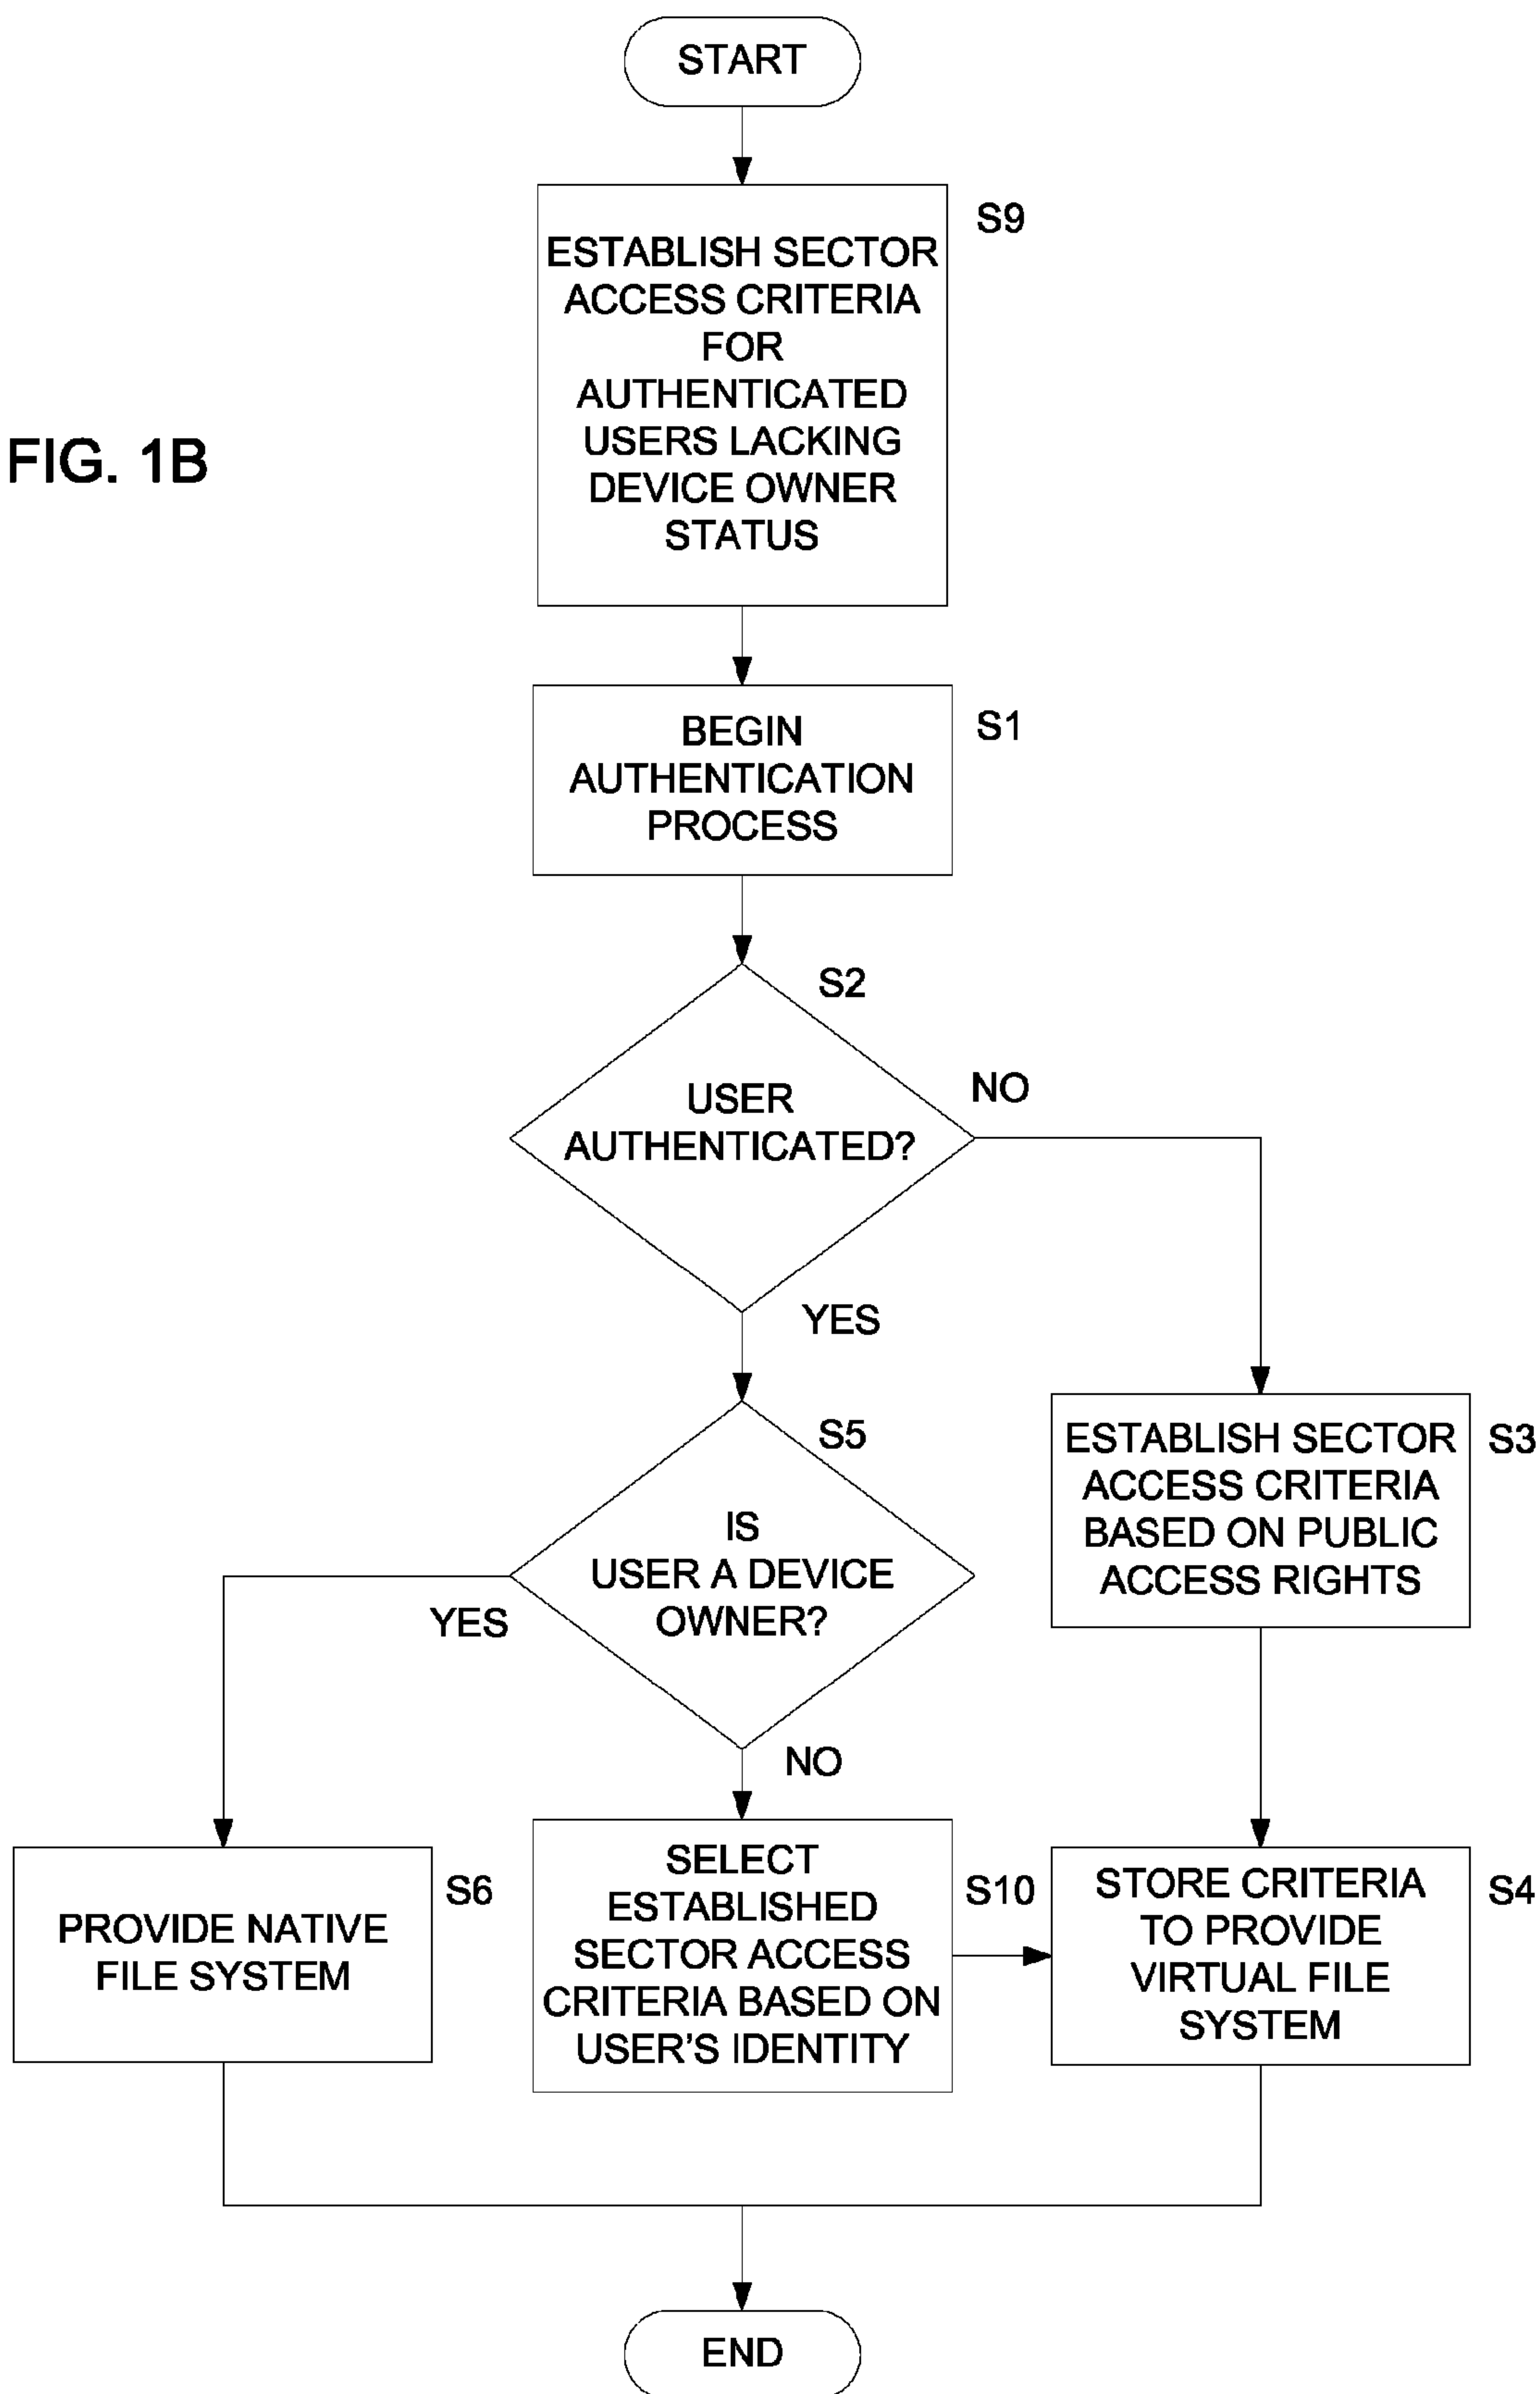 START
ESTABLISH SECTOR
ACCESS CRITERIA
FOR
AUTHENTICATED
USERS LACKING
DEVICE OWNER
STATUS
S9
FIG. 1B
BEGIN
AUTHENTICATION
PROCESS
S1
S2
USER
AUTHENTICATED?
NO
YES
S5
IS
USER A DEVICE
OWNER?
YES
NO
ESTABLISH SECTOR
ACCESS CRITERIA
BASED ON PUBLIC
ACCESS RIGHTS
S3
PROVIDE NATIVE
FILE SYSTEM
S6
SELECT
ESTABLISHED
SECTOR ACCESS
CRITERIA BASED ON
USER'S IDENTITY
S10
STORE CRITERIA
TO PROVIDE
VIRTUAL FILE
SYSTEM
S4
END